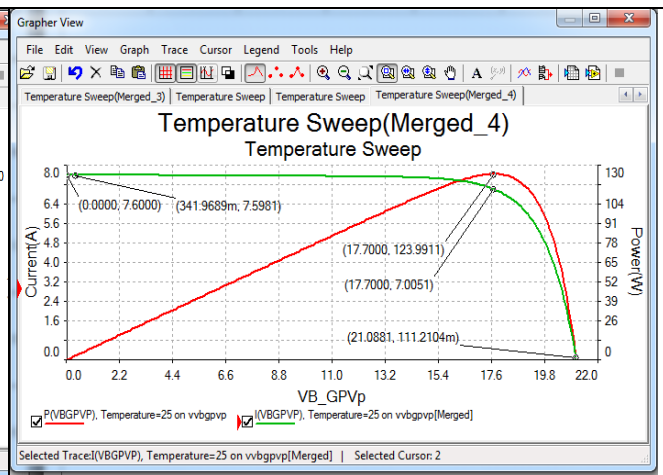 Grapher View
File Edit View Graph Trace Cursor Legend Tools Help
Temperature Sweep(Merged_3) Temperature Sweep Temperature Sweep Temperature Sweep(Merged_4)
Temperature Sweep(Merged_4)
Temperature Sweep
Current(A)
8.0
6.4
5.6
4.8
4.0
3.2
2.4
1.6
0.0
(0.0000, 7.6000)
(341.9689m, 7.5981)
(17.7000, 123.9911)
(17.7000, 7.0051)
(21.0881, 111.2104m)
130
104
91
78
65
52
39
26
0
Power(W)
0.0 2.2 4.4 6.6 8.8 11.0 13.2 15.4 17.6 19.8 22.0
VB_GPVp
P(VBGPVP), Temperature=25 on vvbgpvp I(VBGPVP), Temperature=25 on vvbgpvp[Merged]
Selected Trace:I(VBGPVP), Temperature=25 on vvbgpvp[Merged] | Selected Cursor: 2